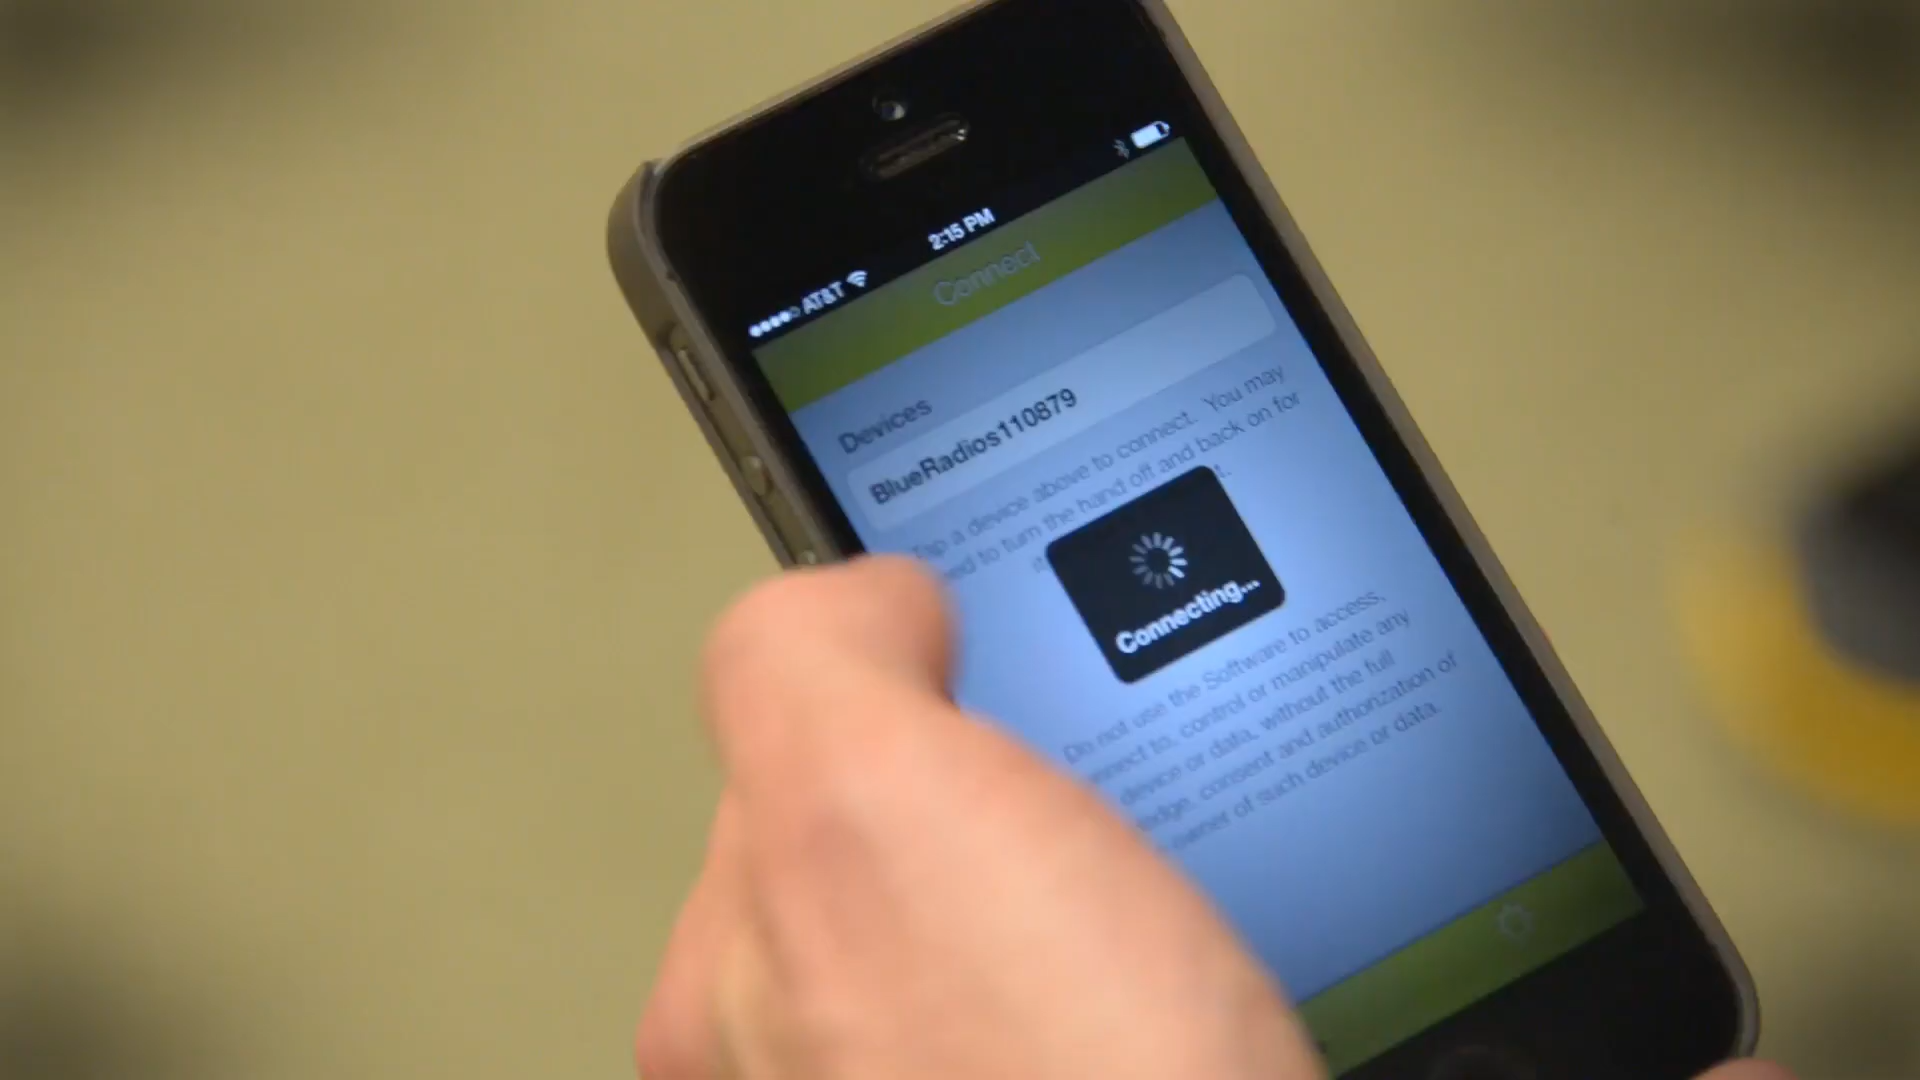 AT&T 2:15 PM
Connect
Devices
BlueRadios110879
Tap a device above to connect. You may
to turn the hand off and back on for
Connecting...
Do not use the Software to access,
connect to, control or manipulate any
device or data, without the full
consent and authorization of
owner of such device or data.